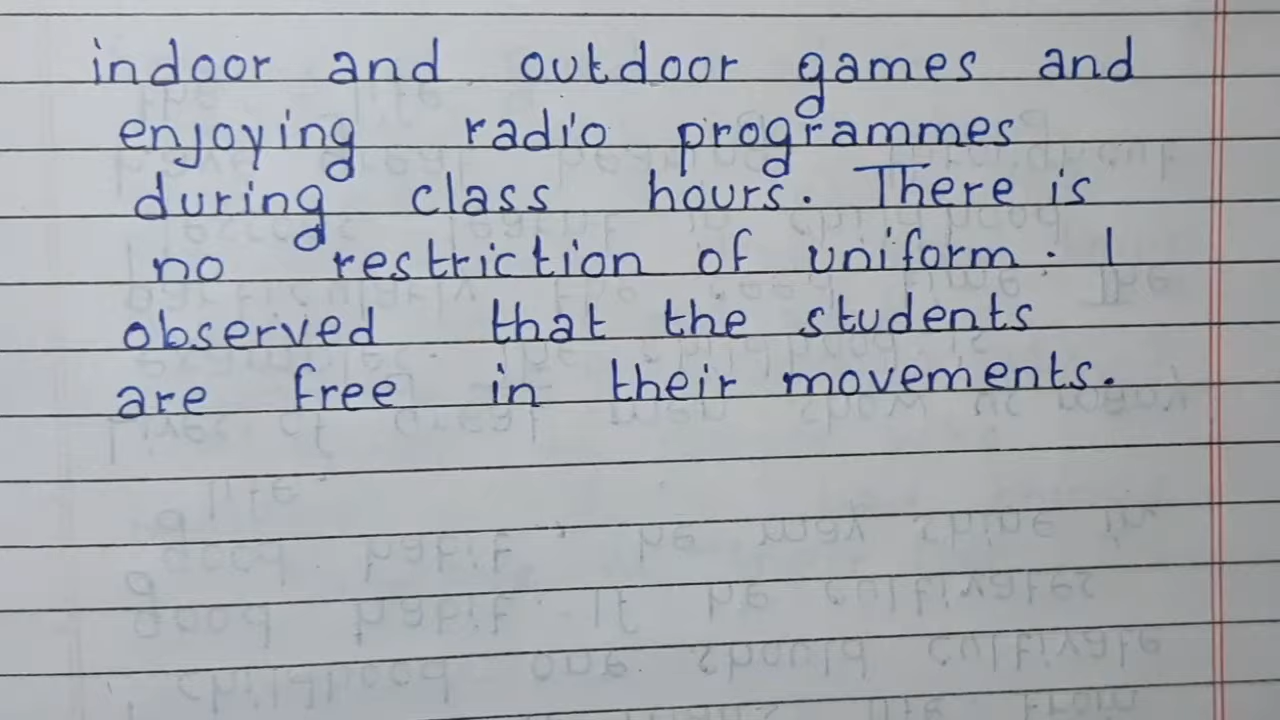 indoor and outdoor games and
enjoying radio programmes
during class hours. There is
no restriction of uniform. I
observed that the students
are free in their movements.